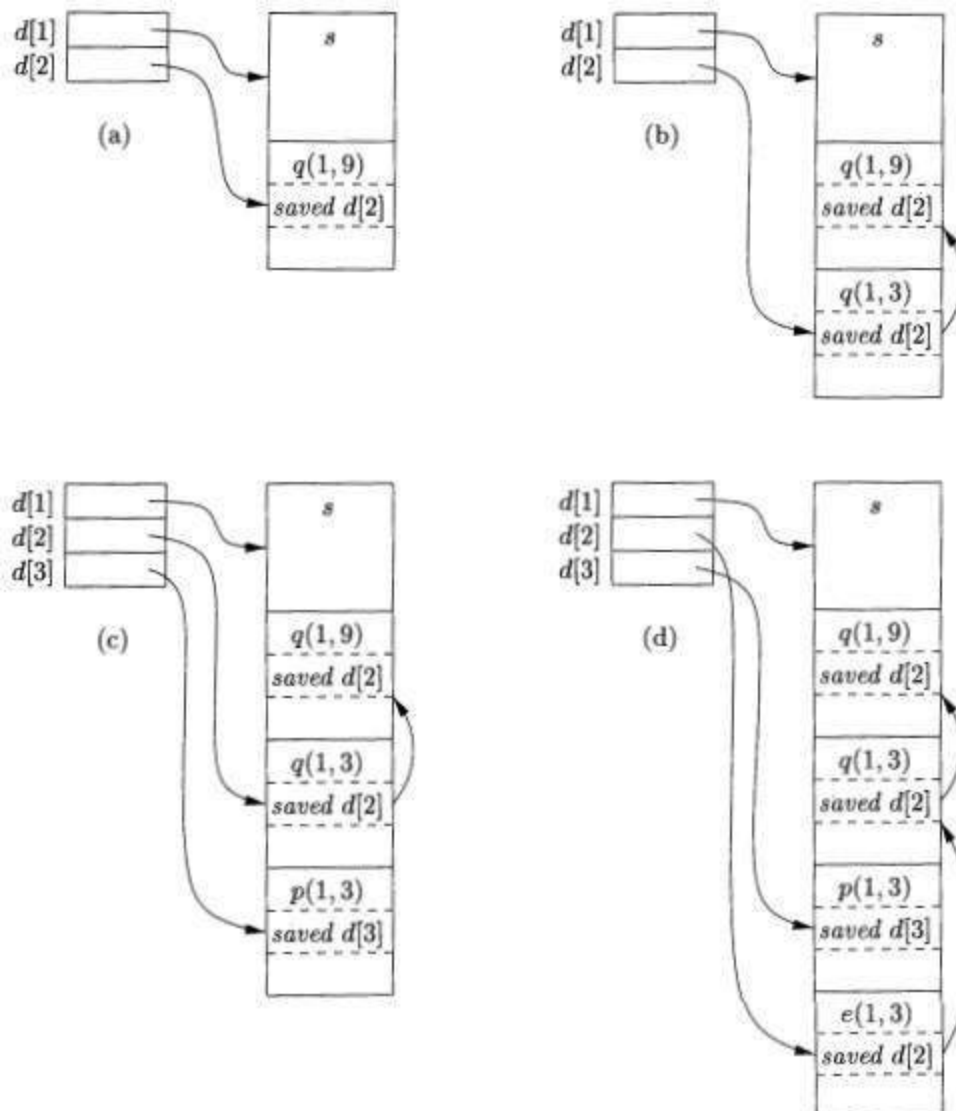 d[1]
d[2]
s
(a)
q(1, 9)
saved d[2]
d[1]
d[2]
s
(b)
q(1, 9)
saved d[2]
q(1, 3)
saved d[2]
d[1]
d[2]
d[3]
s
(c)
q(1, 9)
saved d[2]
q(1, 3)
saved d[2]
p(1, 3)
saved d[3]
d[1]
d[2]
d[3]
s
(d)
q(1, 9)
saved d[2]
q(1, 3)
saved d[2]
p(1, 3)
saved d[3]
e(1, 3)
saved d[2]